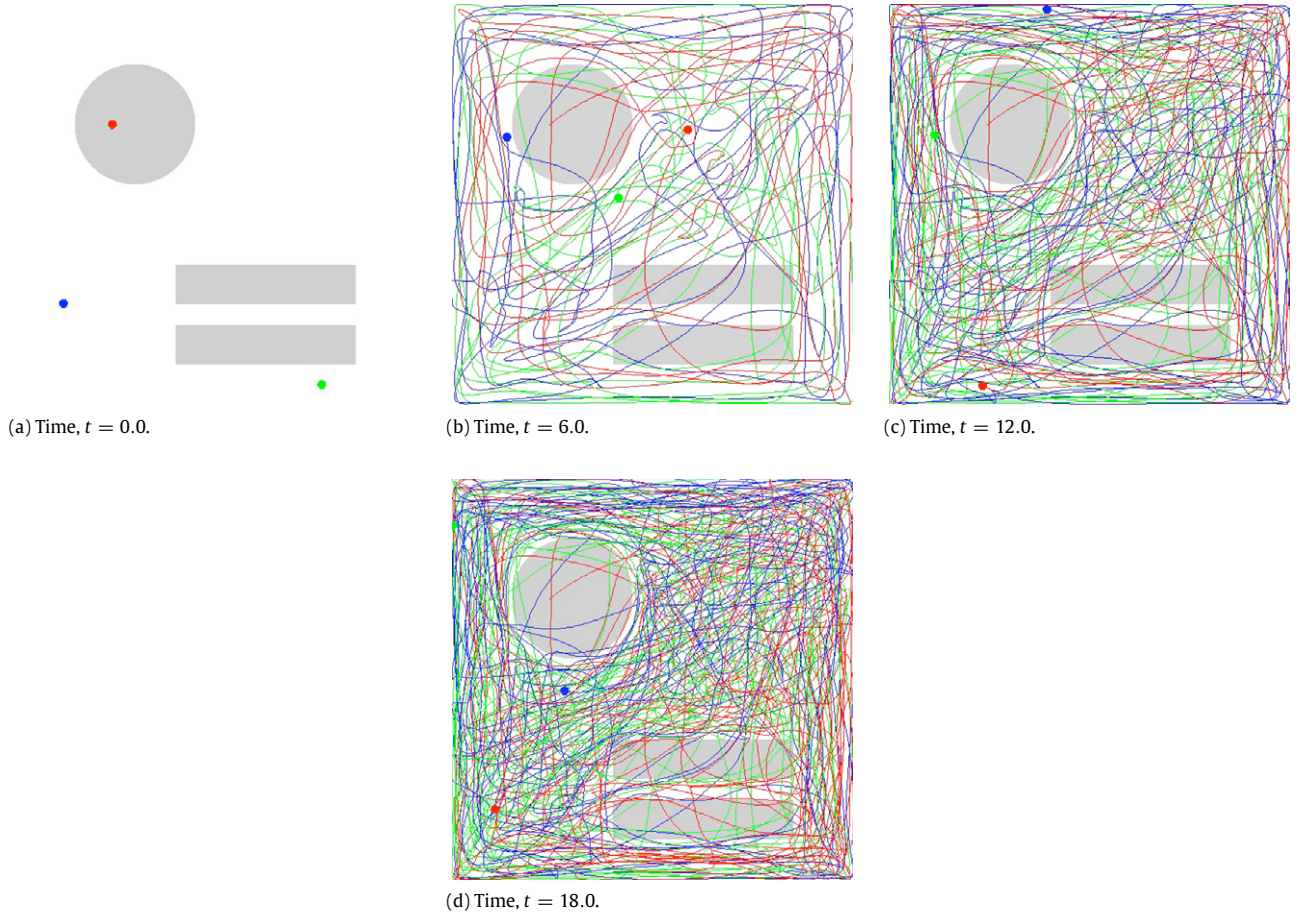 (a) Time, t = 0.0.
(b) Time, t = 6.0.
(c) Time, t = 12.0.
(d) Time, t = 18.0.